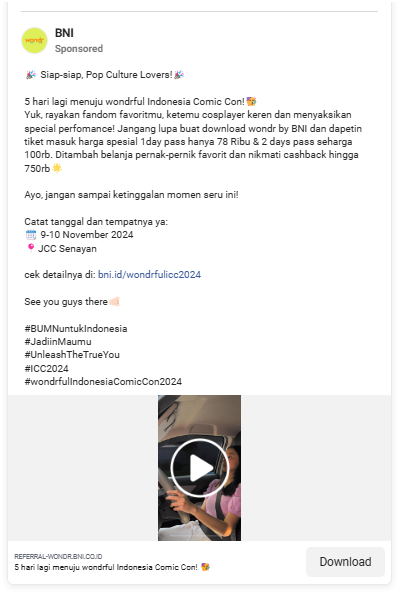 wondr
BNI
Sponsored
🎉 Siap-siap, Pop Culture Lovers!🎉
5 hari lagi menuju wondrful Indonesia Comic Con!🎏
Yuk, rayakan fandom favoritmu, ketemu cosplayer keren dan menyaksikan
special perfomance! Jangang lupa buat download wondr by BNI dan dapetin
tiket masuk harga spesial 1day pass hanya 78 Ribu & 2 days pass seharga
100rb. Ditambah belanja pernak-pernik favorit dan nikmati cashback hingga
750rb🌟
Ayo, jangan sampai ketinggalan momen seru ini!
Catat tanggal dan tempatnya ya:
🗓️ 9-10 November 2024
📍JCC Senayan
cek detailnya di: bni.id/wondrfulicc2024
See you guys there🤙🏻
#BUMNuntukIndonesia
#JadiinMaumu
#UnleashTheTrueYou
#ICC2024
#wondrfulIndonesiaComicCon2024
REFERRAL-WONDR.BNI.CO.ID
5 hari lagi menuju wondrful Indonesia Comic Con! 🎏
Download